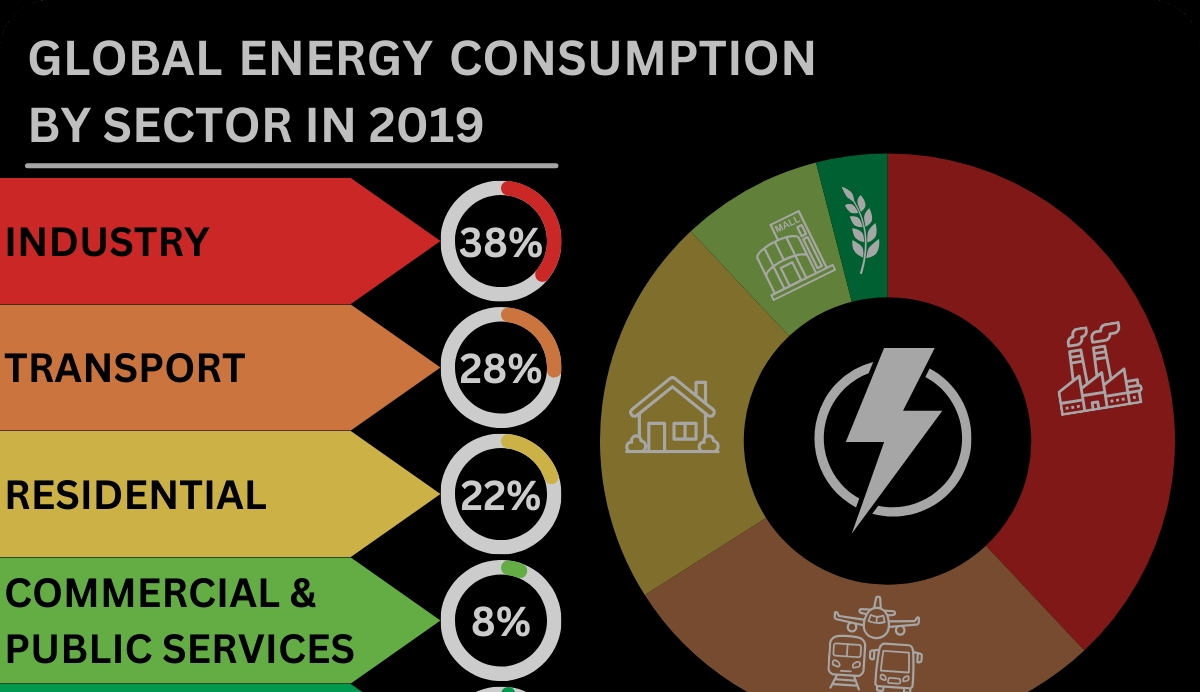 GLOBAL ENERGY CONSUMPTION
BY SECTOR IN 2019
INDUSTRY
38%
TRANSPORT
28%
RESIDENTIAL
22%
COMMERCIAL &
PUBLIC SERVICES
8%
MALL